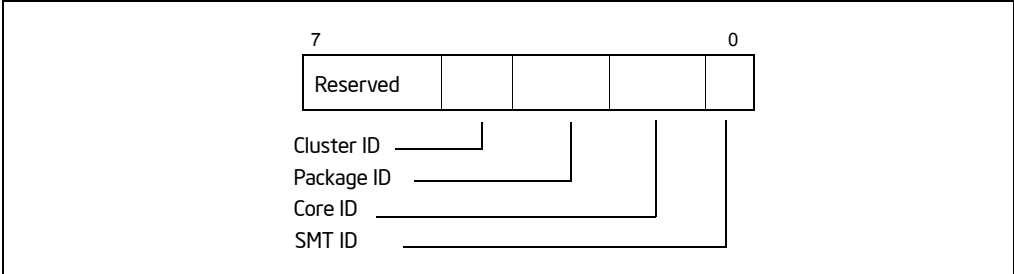 7 0
Reserved
Cluster ID
Package ID
Core ID
SMT ID